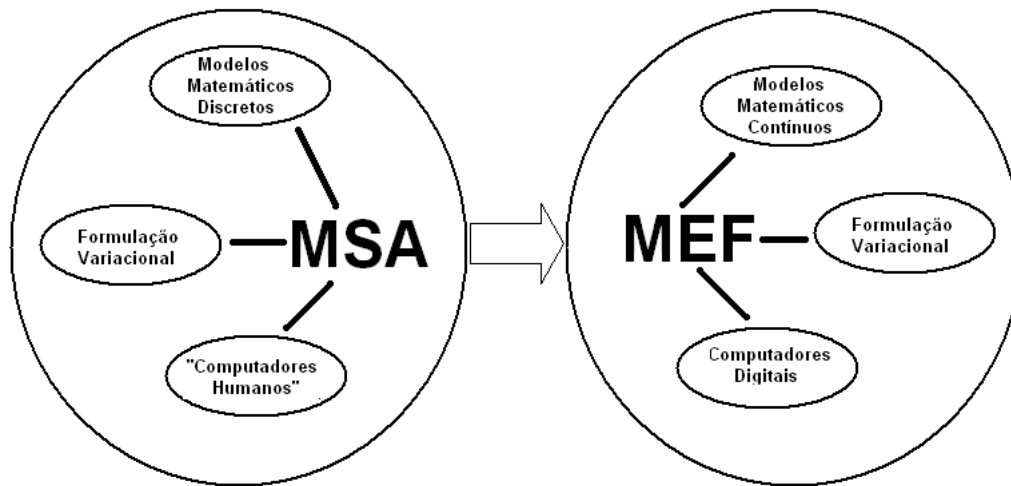 Modelos
Matemáticos
Discretos
Formulação
Variacional
MSA
"Computadores
Humanos"
Modelos
Matemáticos
Contínuos
MEF
Formulação
Variacional
Computadores
Digitais